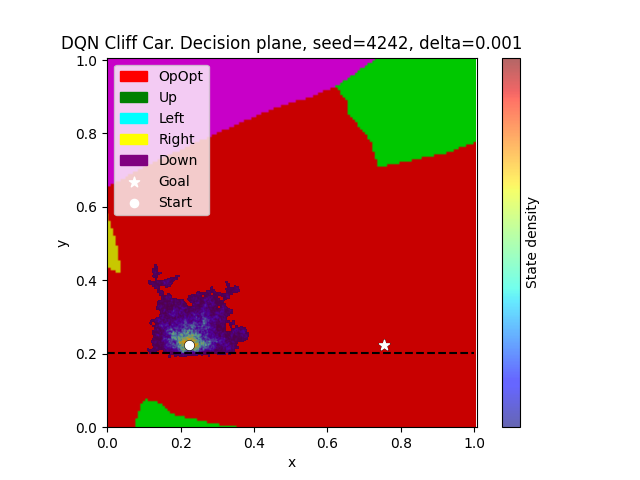 DQN Cliff Car. Decision plane, seed=4242, delta=0.001
1.0
0.8
0.6
0.4
0.2
0.0
y
OpOpt
Up
Left
Right
Down
Goal
Start
0.0 0.2 0.4 0.6 0.8 1.0
x
State density